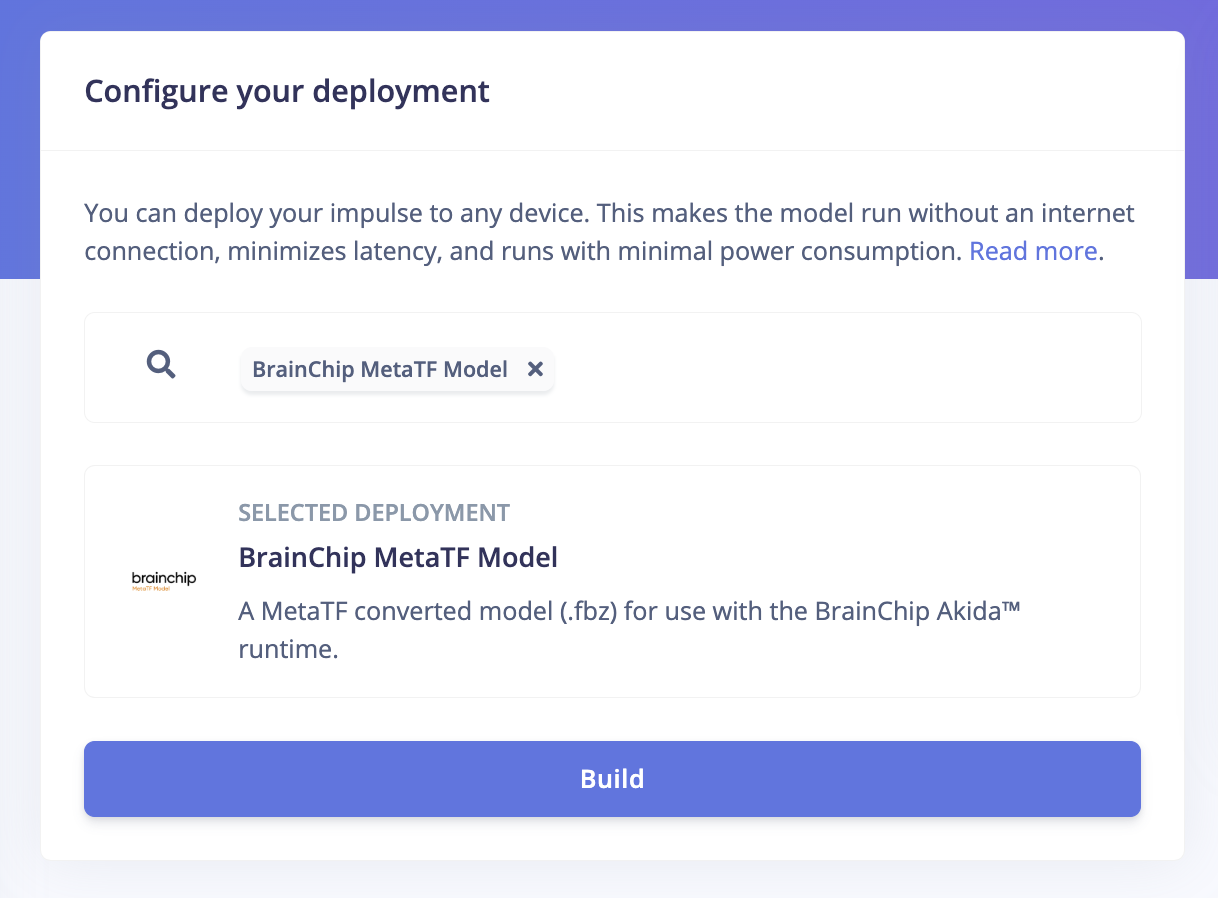 Configure your deployment
You can deploy your impulse to any device. This makes the model run without an internet
connection, minimizes latency, and runs with minimal power consumption. Read more.
BrainChip MetaTF Model
SELECTED DEPLOYMENT
BrainChip MetaTF Model
brainchip
MetaTF Model
A MetaTF converted model (.fbz) for use with the BrainChip Akida™
runtime.
Build